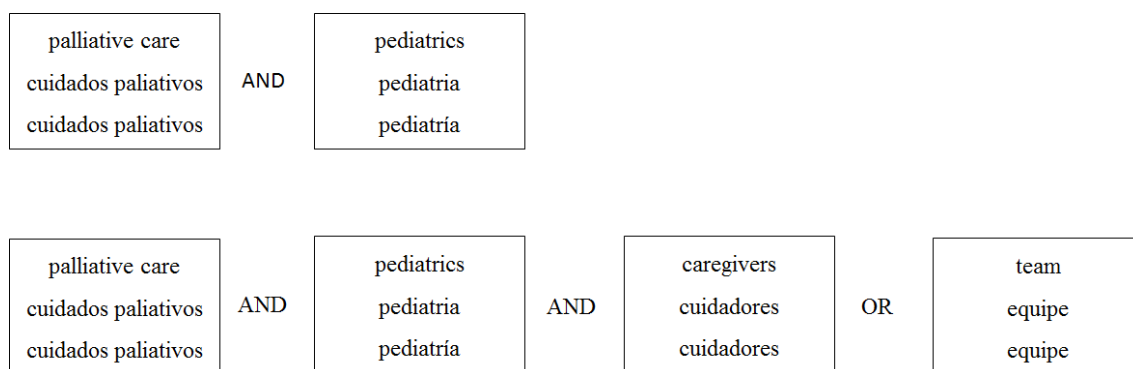 palliative care
cuidados paliativos
cuidados paliativos
AND
pediatrics
pediatria
pediatría
palliative care
cuidados paliativos
cuidados paliativos
AND
pediatrics
pediatria
pediatría
AND
caregivers
cuidadores
cuidadores
OR
team
equipe
equipe